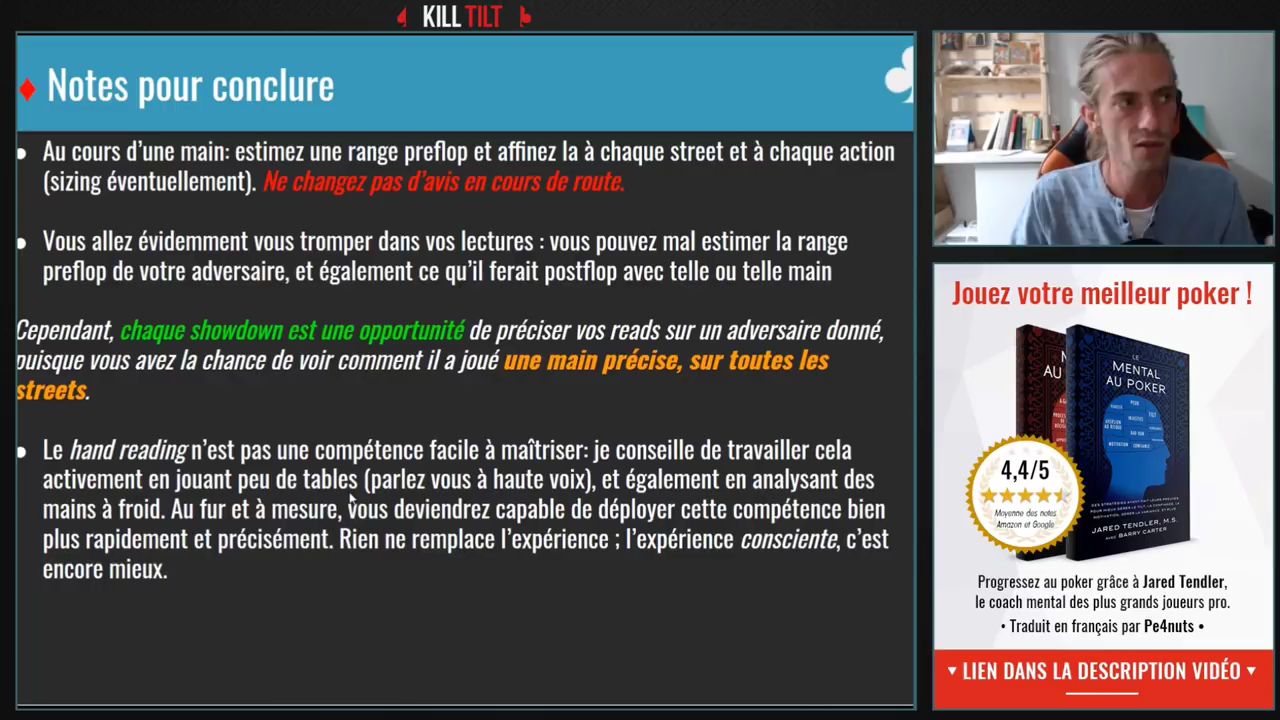 KILL TILT
Notes pour conclure
Au cours d'une main: estimez une range preflop et affinez la à chaque street et à chaque action
(sizing éventuellement). Ne changez pas d'avis en cours de route.
Vous allez évidemment vous tromper dans vos lectures : vous pouvez mal estimer la range
preflop de votre adversaire, et également ce qu'il ferait postflop avec telle ou telle main
Cependant, chaque showdown est une opportunité de préciser vos reads sur un adversaire donné,
puisque vous avez la chance de voir comment il a joué une main précise, sur toutes les
streets.
Le hand reading n'est pas une compétence facile à maîtriser: je conseille de travailler cela
activement en jouant peu de tables (parlez vous à haute voix), et également en analysant des
mains à froid. Au fur et à mesure, vous deviendrez capable de déployer cette compétence bien
plus rapidement et précisément. Rien ne remplace l'expérience ; l'expérience consciente, c'est
encore mieux.
Jouez votre meilleur poker !
LE
MENTAL
AU POKER
JARED TENDLER, M.S.
AVEC BARRY CARTER
4,4/5
Moyenne des notes
Amazon et Google
Progressez au poker grâce à Jared Tendler,
le coach mental des plus grands joueurs pro.
• Traduit en français par Pe4nuts •
LIEN DANS LA DESCRIPTION VIDÉO